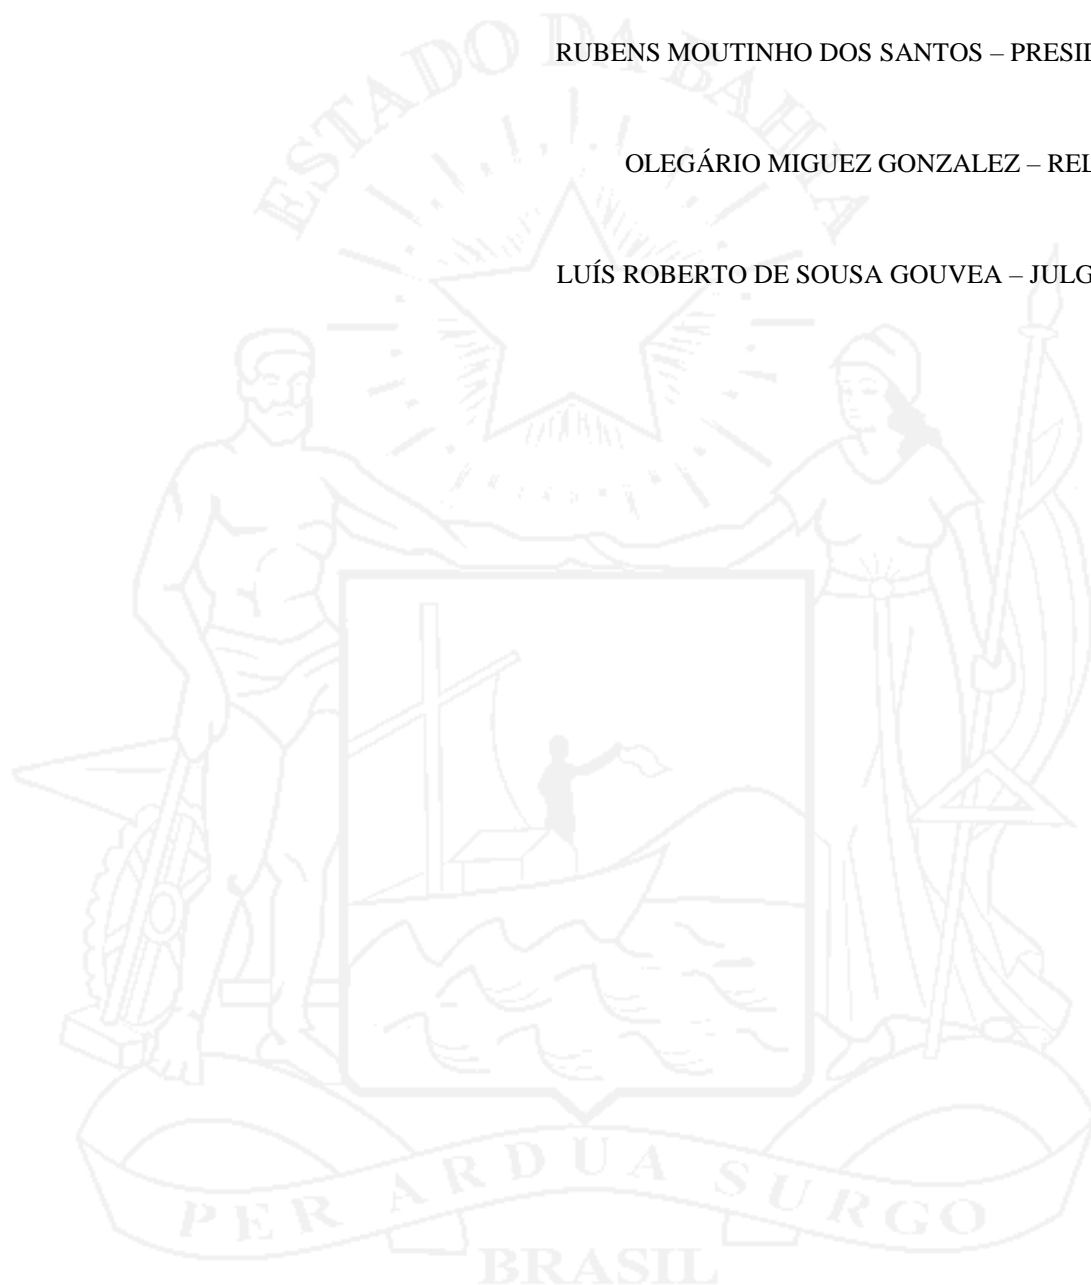 ESTADO DA BAHIA
RUBENS MOUTINHO DOS SANTOS – PRESI
OLEGÁRIO MIGUEZ GONZALEZ – REL
LUÍS ROBERTO DE SOUSA GOUVEA – JULG
PER ARDUA SURGO
BRASIL